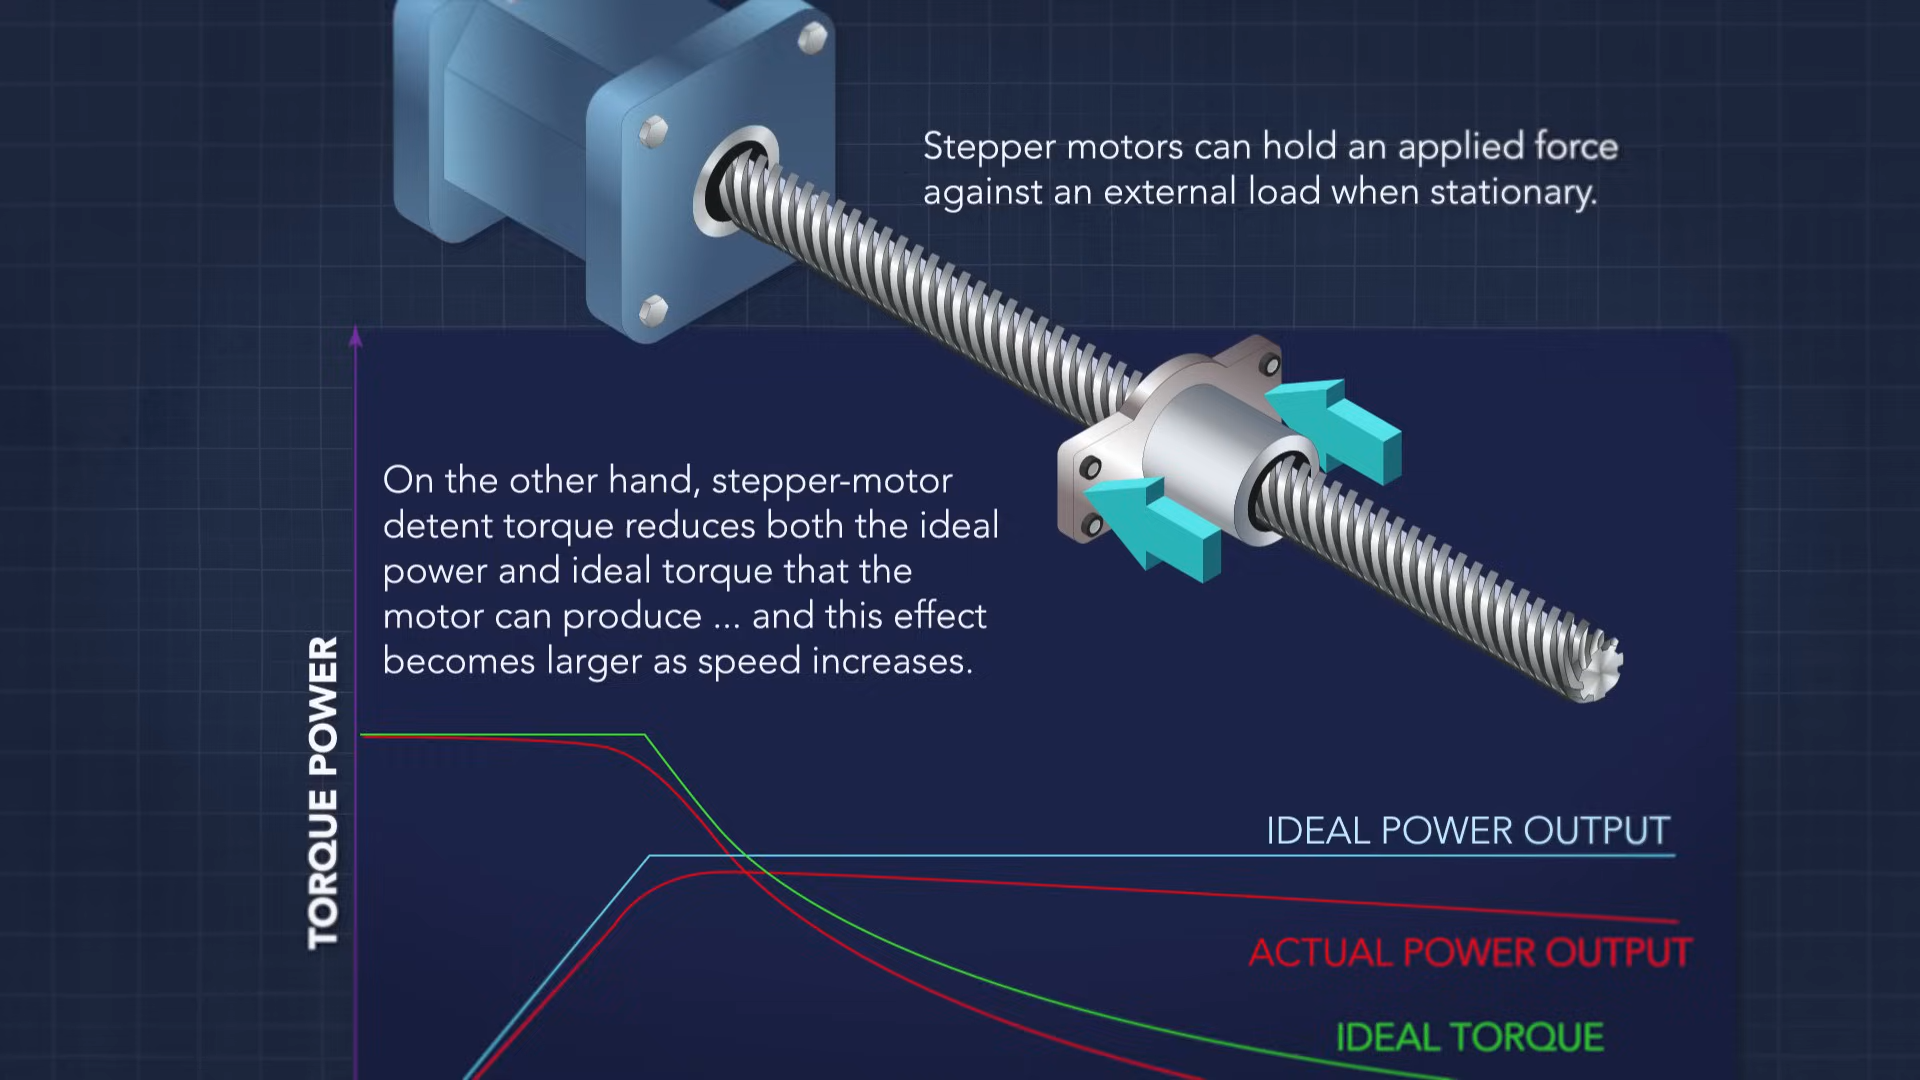 Stepper motors can hold an applied force
against an external load when stationary.
On the other hand, stepper-motor
detent torque reduces both the ideal
power and ideal torque that the
motor can produce ... and this effect
becomes larger as speed increases.
TORQUE POWER
IDEAL POWER OUTPUT
ACTUAL POWER OUTPUT
IDEAL TORQUE